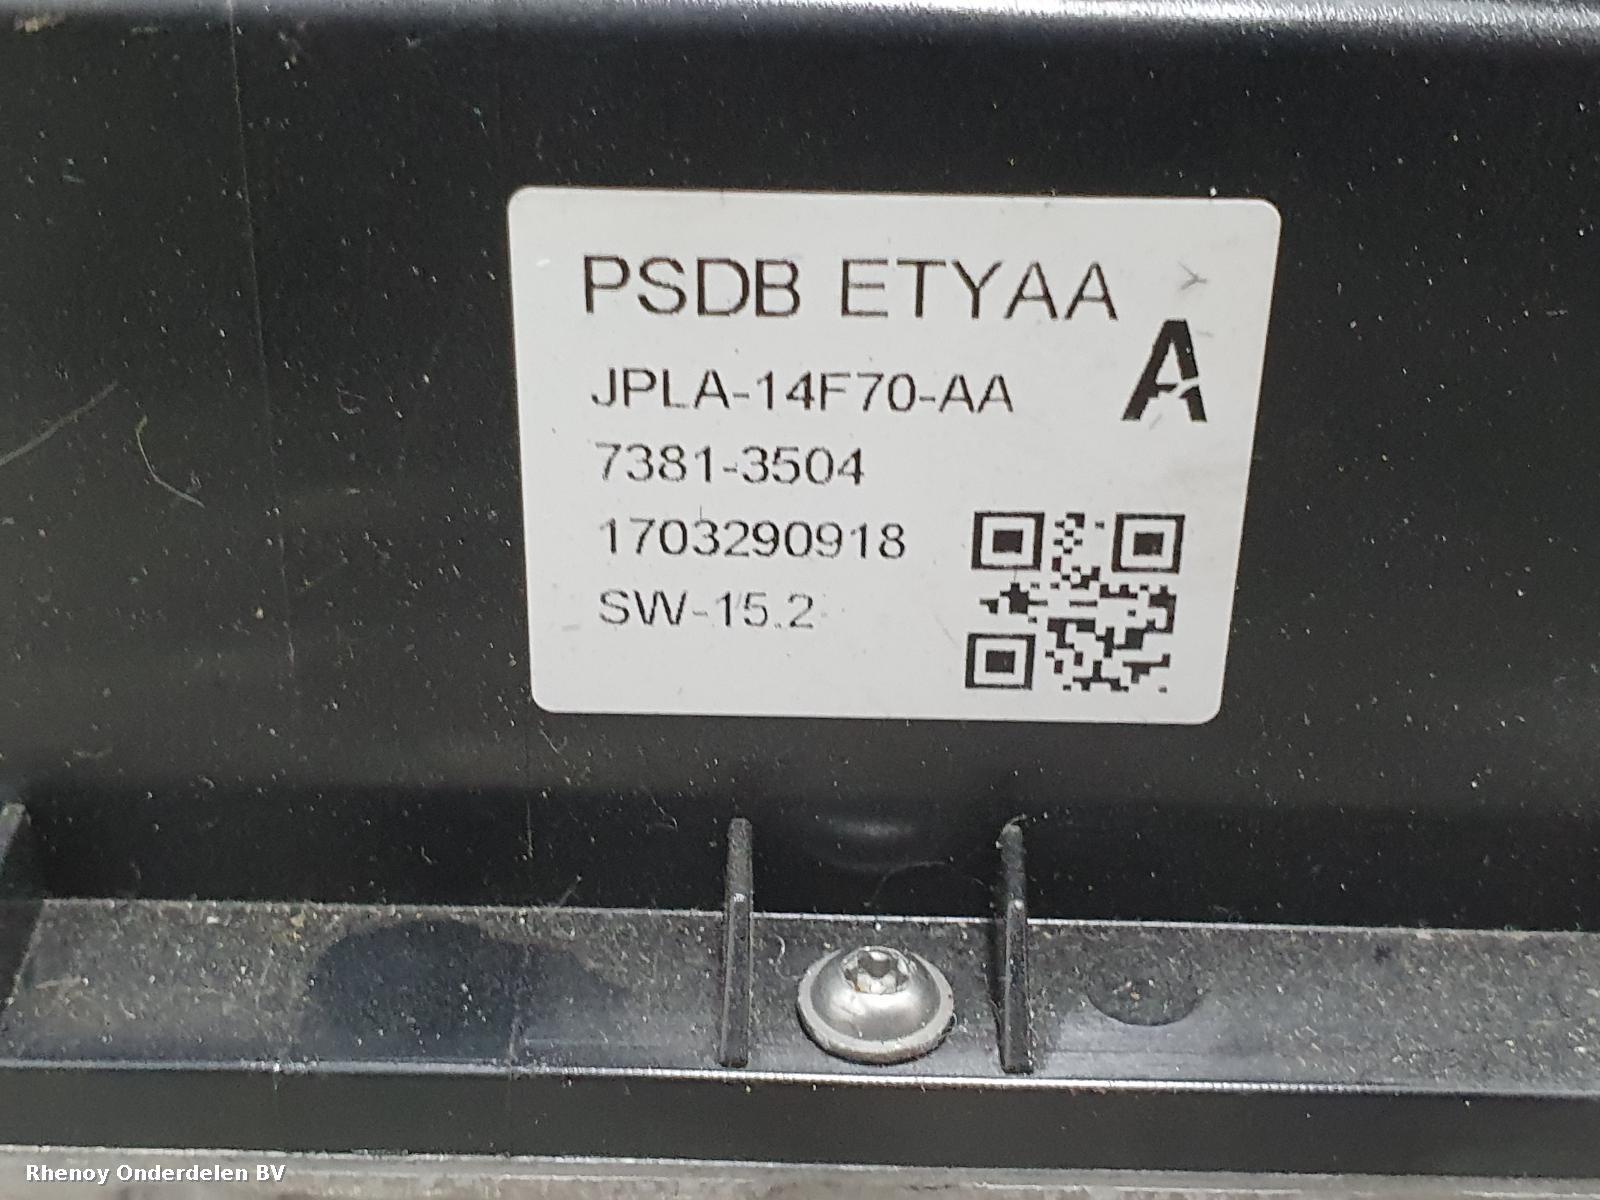 PSDB ETYAA
A
JPLA-14F70-AA
7381-3504
1703290918
SW-15.2
Rhenoy Onderdelen BV